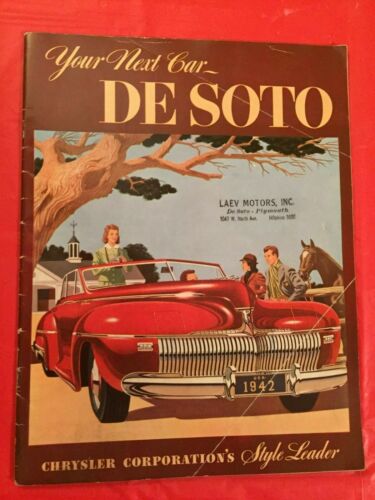 Your Next Car—
DE SOTO
LAEV MOTORS, INC.
De Soto - Plymouth
1942
CHRYSLER CORPORATION'S Style Leader